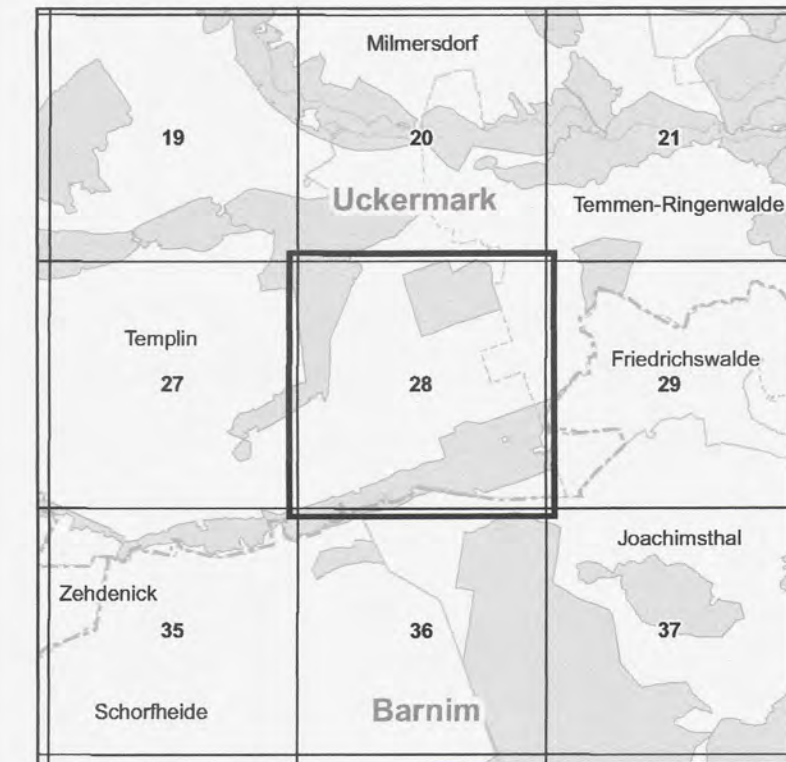 Milmersdorf
19
20
21
Uckermark
Temmen-Ringenwalde
Templin
Friedrichswalde
27
28
29
Joachimsthal
Zehdenick
35
36
37
Schorfheide
Barnim